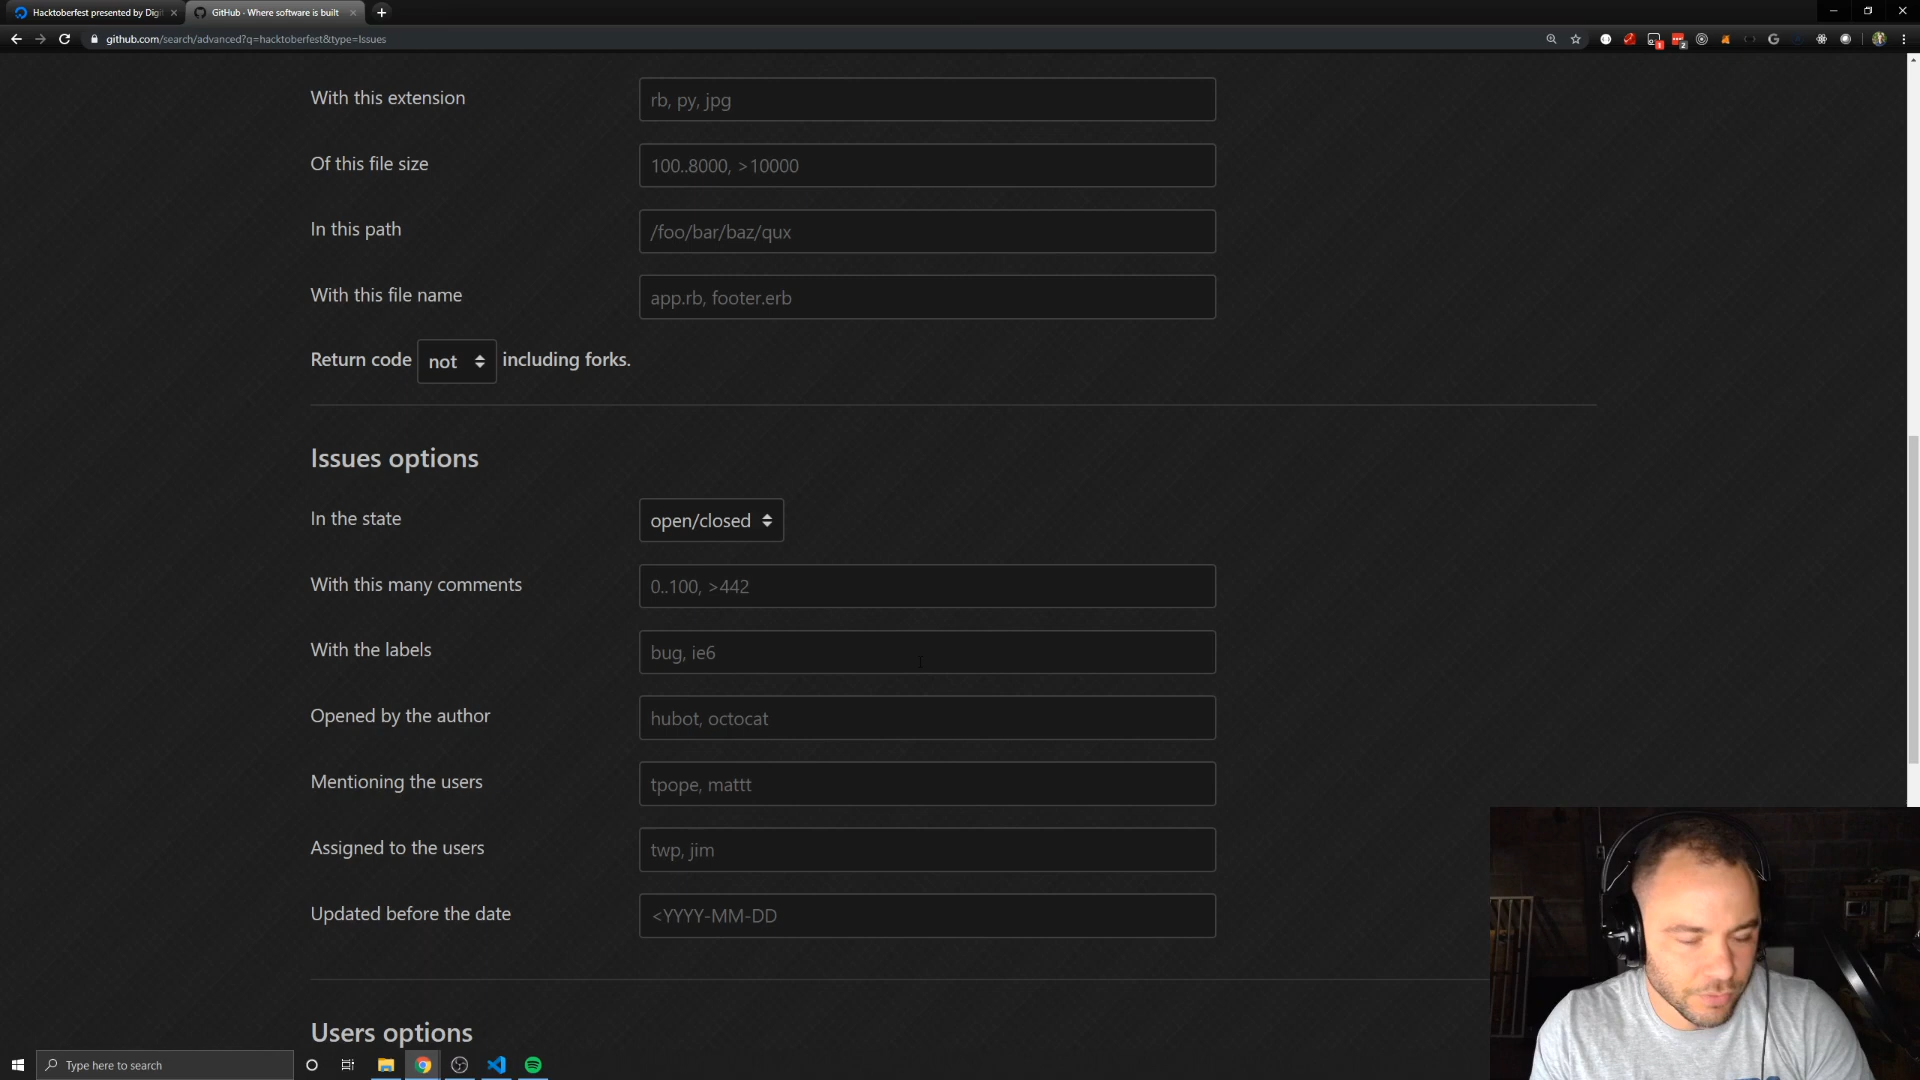 Hacktoberfest presented by Digi
GitHub - Where software is built
github.com/search/advanced?q=hacktoberfest&type=Issues
With this extension
rb, py, jpg
Of this file size
100..8000, >10000
In this path
/foo/bar/baz/qux
With this file name
app.rb, footer.erb
Return code not including forks.
Issues options
In the state
open/closed
With this many comments
0..100, >442
With the labels
bug, ie6
Opened by the author
hubot, octocat
Mentioning the users
tpope, mattt
Assigned to the users
twp, jim
Updated before the date
<YYYY-MM-DD
Users options
Type here to search